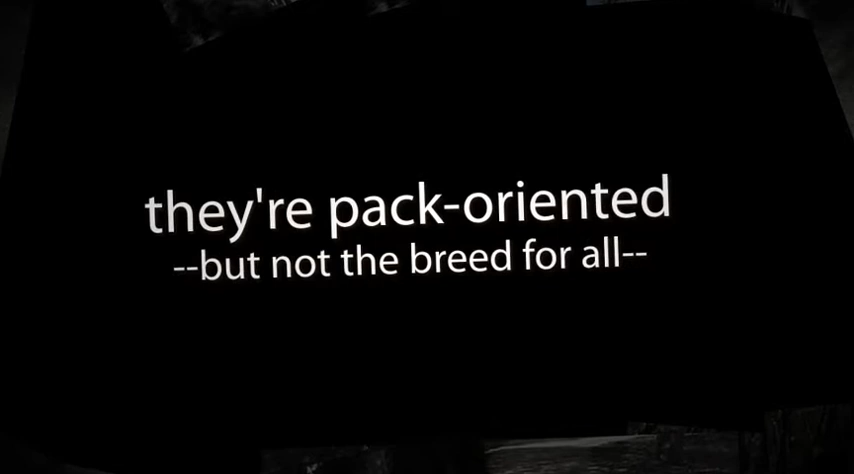 they're pack-oriented
--but not the breed for all--